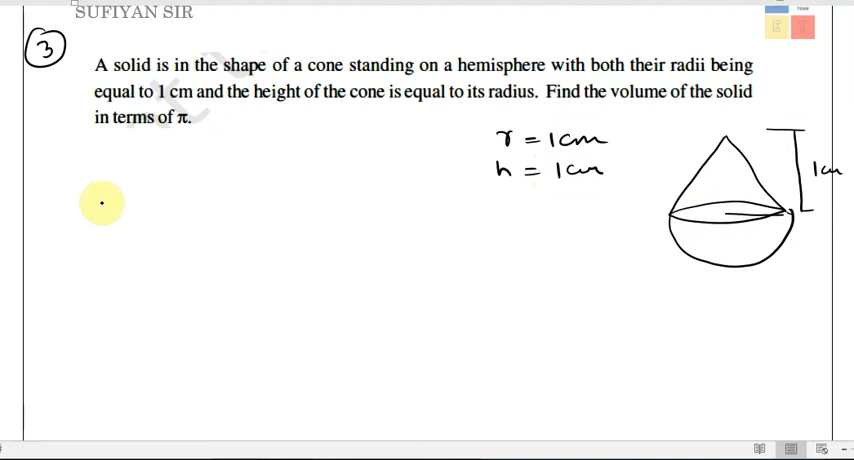 SUFIYAN SIR
TEAM
E T
3
A solid is in the shape of a cone standing on a hemisphere with both their radii being
equal to 1 cm and the height of the cone is equal to its radius. Find the volume of the solid
in terms of π.
r = 1cm
h = 1cm
1cm